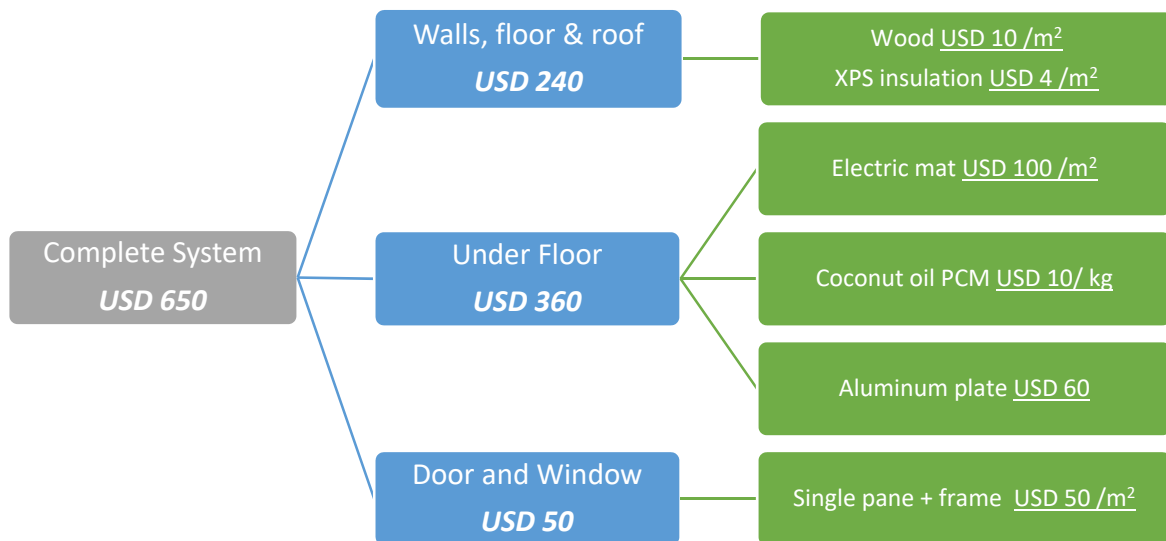 Complete System
USD 650
Walls, floor & roof
USD 240
Wood USD 10 /m²
XPS insulation USD 4 /m²
Under Floor
USD 360
Electric mat USD 100 /m²
Coconut oil PCM USD 10/ kg
Aluminum plate USD 60
Door and Window
USD 50
Single pane + frame  USD 50 /m²